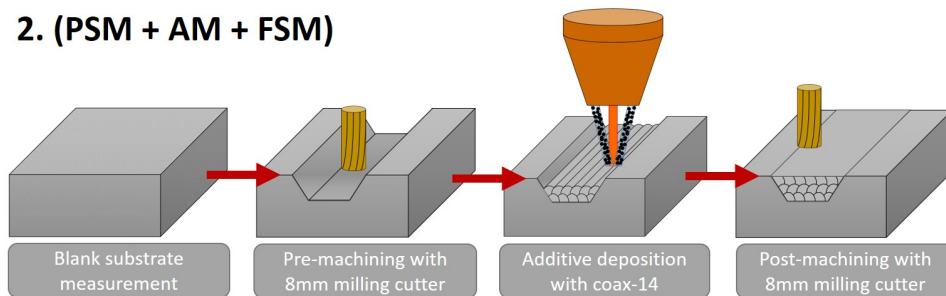 2. (PSM + AM + FSM)
Blank substrate
measurement
Pre-machining with
8mm milling cutter
Additive deposition
with coax-14
Post-machining with
8mm milling cutter